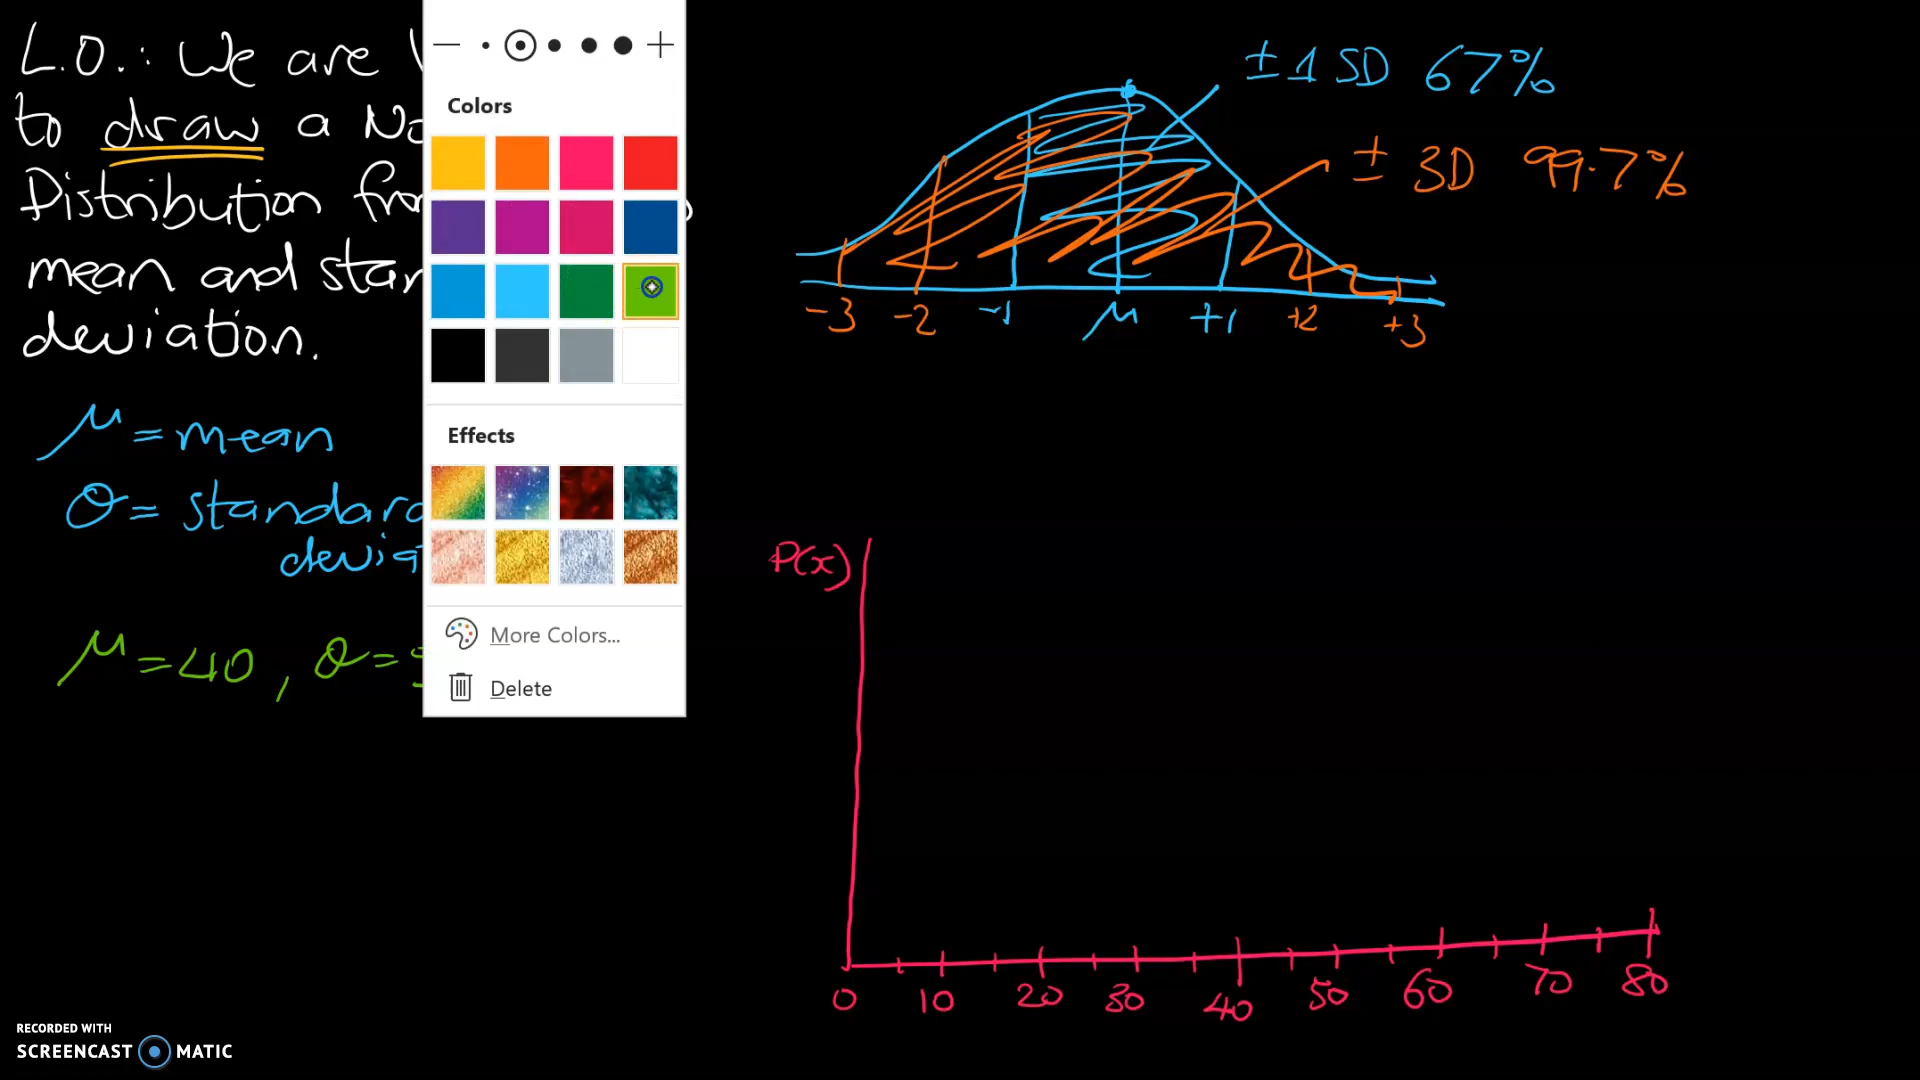 L.O.: We are
to draw a No
Distribution from
mean and stan
deviation.
μ = mean
σ = standard
deviat
μ = 40, σ =
Colors
Effects
More Colors...
Delete
± 1 SD 67%
± 3D 99.7%
-3 -2 -1 μ +1 +2 +3
P(x)
0 10 20 30 40 50 60 70 80
RECORDED WITH
SCREENCAST MATIC